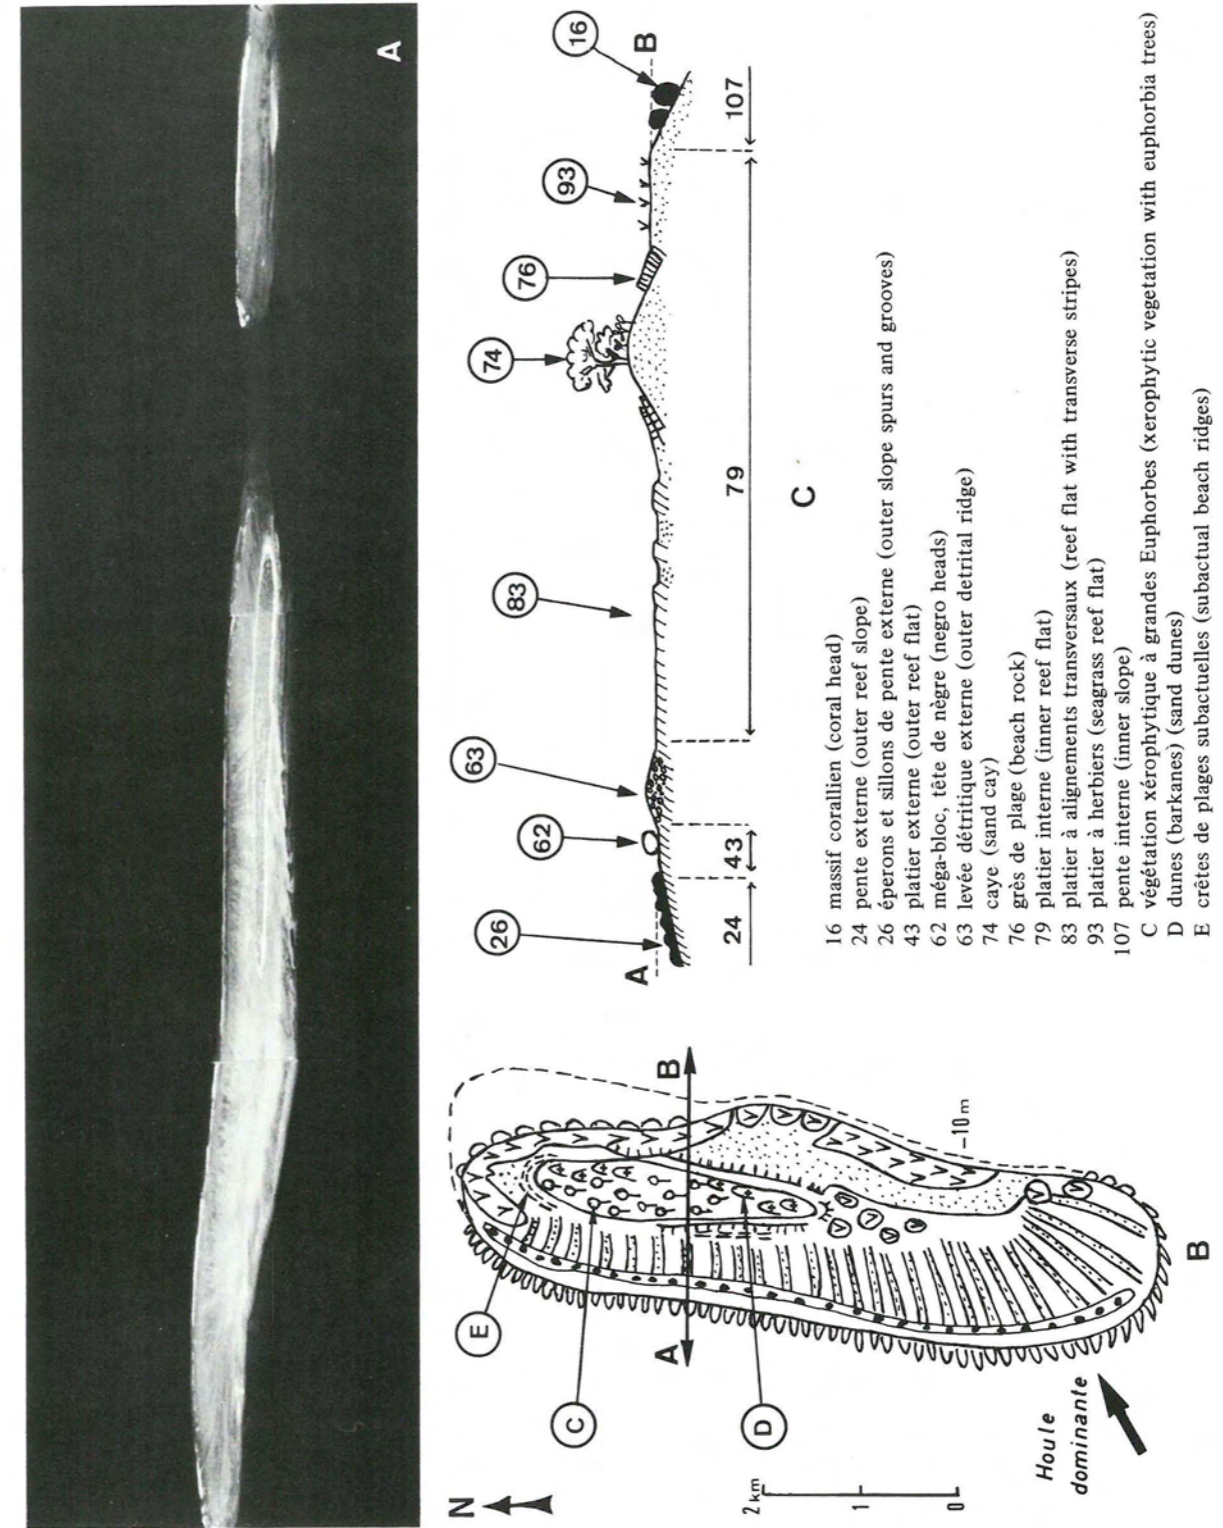 A
A
B
26
62
63
83
74
76
93
16
24
43
79
107
C
16 massif corallien (coral head)
24 pente externe (outer reef slope)
26 éperons et sillons de pente externe (outer slope spurs and grooves)
43 platier externe (outer reef flat)
62 méga-bloc, tête de nègre (negro heads)
63 levée détritique externe (outer detrital ridge)
74 caye (sand cay)
76 grès de plage (beach rock)
79 platier interne (inner reef flat)
83 platier à alignements transversaux (reef flat with transverse stripes)
93 platier à herbiers (seagrass reef flat)
107 pente interne (inner slope)
C végétation xérophytique à grandes Euphorbes (xerophytic vegetation with euphorbia trees)
D dunes (barkanes) (sand dunes)
E crêtes de plages subactuelles (subactual beach ridges)
N
E
C
D
A
B
2 km
1
0
-10 m
Houle
dominante
B